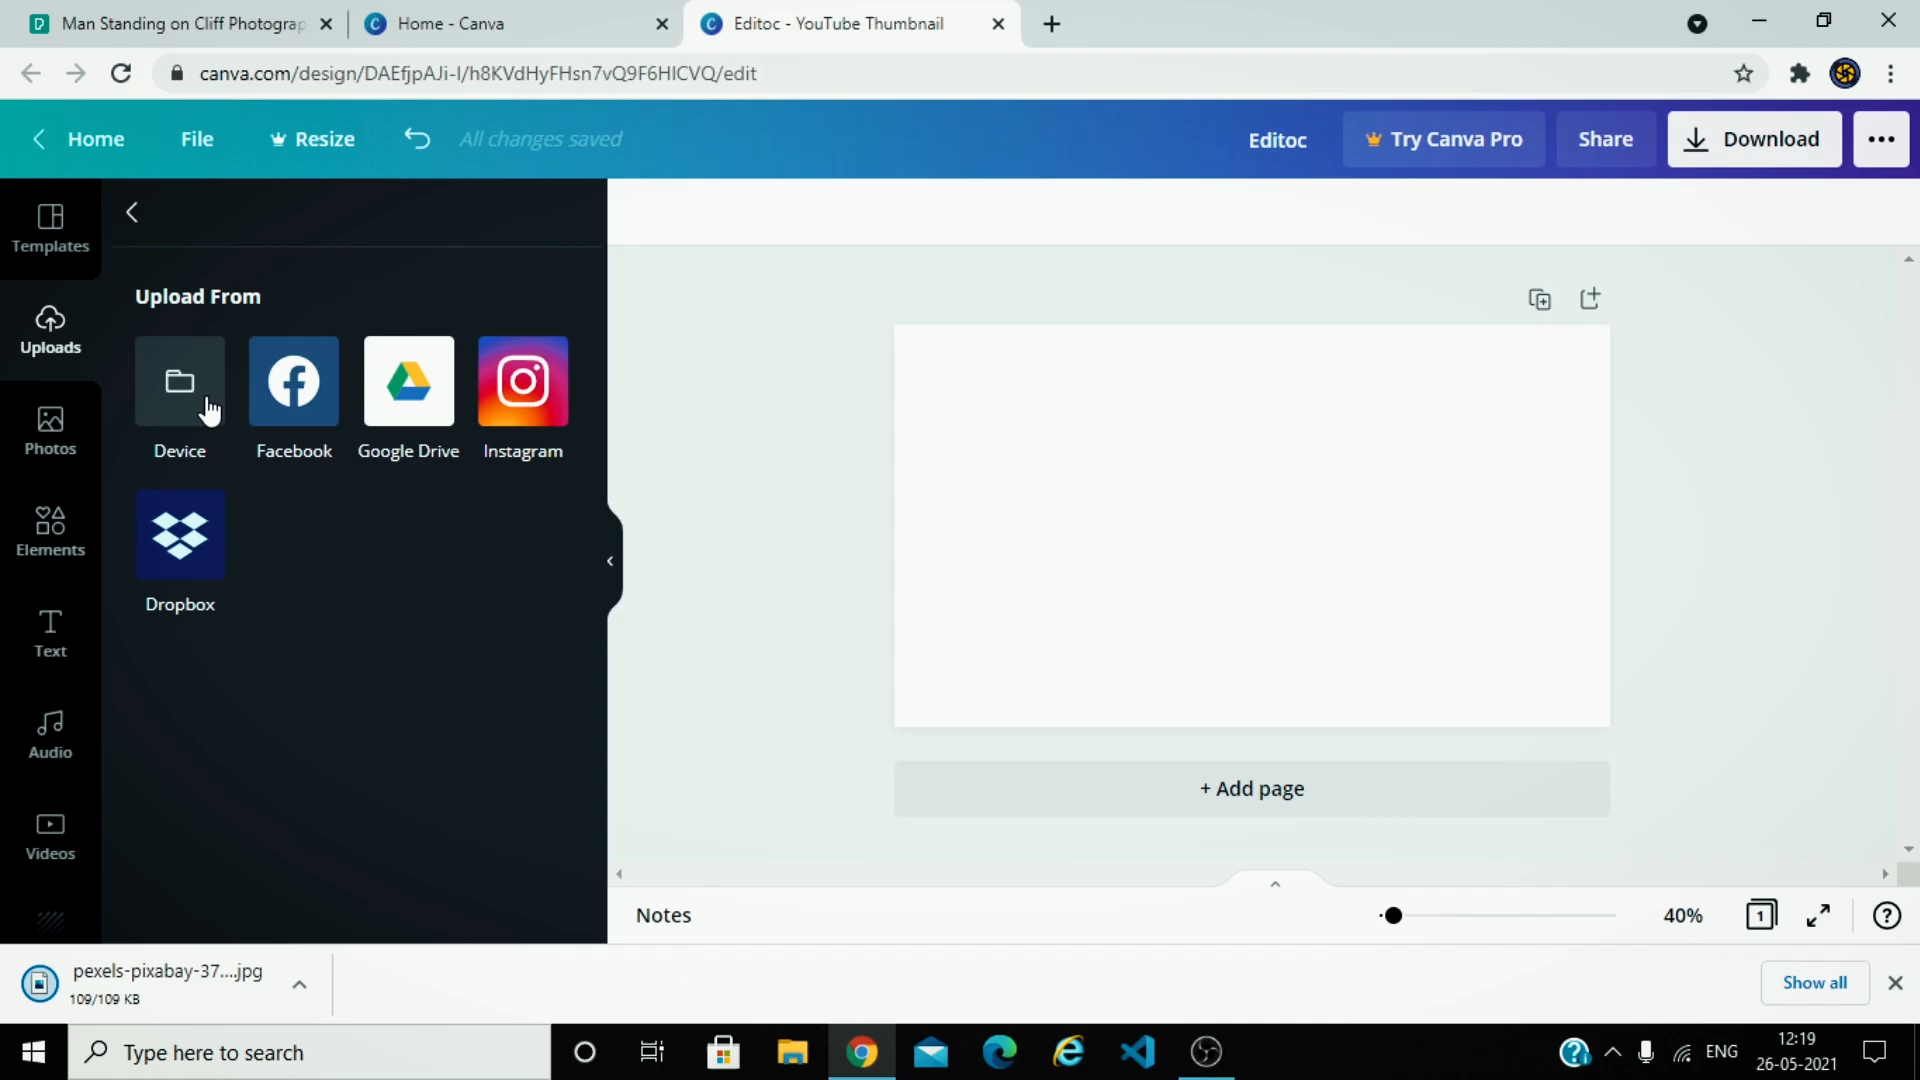 Man Standing on Cliff Photograp
Home - Canva
Editoc - YouTube Thumbnail
canva.com/design/DAEfjpAJi-I/h8KVdHyFHsn7vQ9F6HICVQ/edit
Home
File
Resize
All changes saved
Editoc
Try Canva Pro
Share
Download
Templates
Uploads
Photos
Elements
Text
Audio
Videos
Upload From
Device
Facebook
Google Drive
Instagram
Dropbox
+ Add page
Notes
40%
1
pexels-pixabay-37....jpg
109/109 KB
Show all
Type here to search
ENG
12:19
26-05-2021